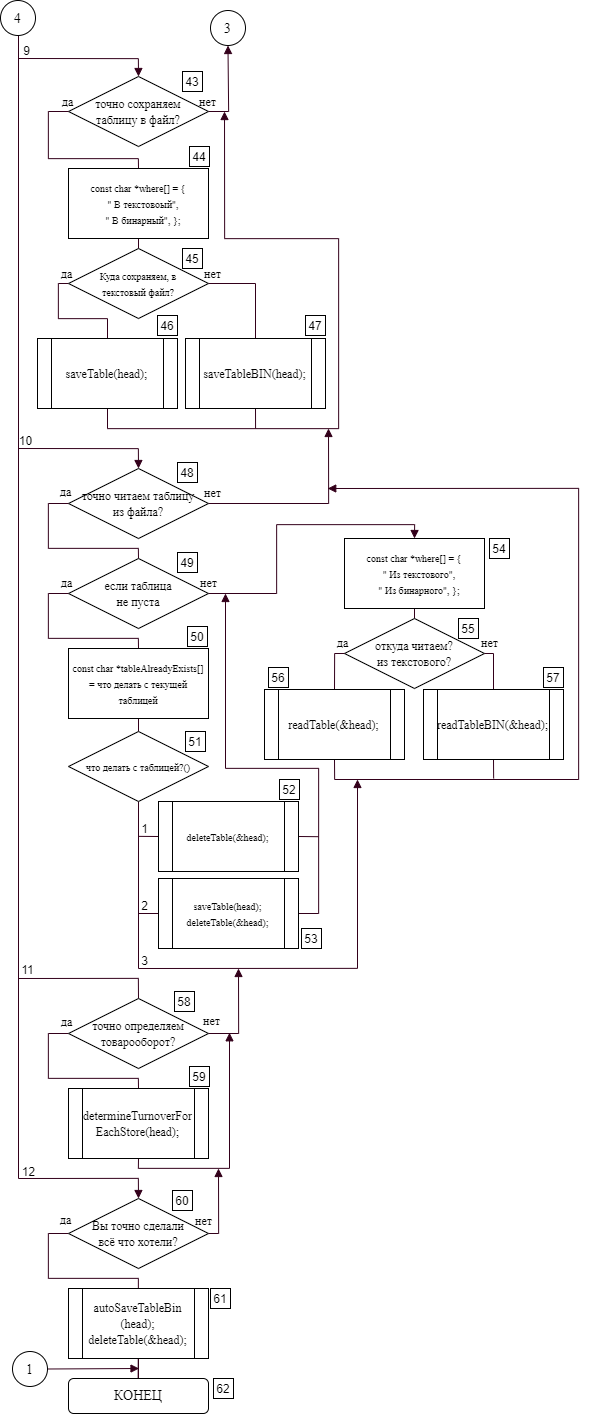 4
3
9
43
да
точно сохраняем
таблицу в файл?
нет
44
const char *where[] = {
" В текстовоый",
" В бинарный", };
45
да
Куда сохраняем, в
текстовый файл?
нет
46
saveTable(head);
47
saveTableBIN(head);
10
48
да
точно читаем таблицу
из файла?
нет
49
да
если таблица
не пуста
нет
54
const char *where[] = {
" Из текстового",
" Из бинарного", };
50
const char *tableAlreadyExists[]
= что делать с текущей
таблицей
55
да
откуда читаем?
из текстового?
нет
56
readTable(&head);
57
readTableBIN(&head);
51
что делать с таблицей?()
52
1
deleteTable(&head);
2
saveTable(head);
deleteTable(&head);
53
3
11
58
да
точно определяем
товарооборот?
нет
59
determineTurnoverFor
EachStore(head);
12
60
да
Вы точно сделали
всё что хотели?
нет
61
autoSaveTableBin
(head);
deleteTable(&head);
1
62
КОНЕЦ